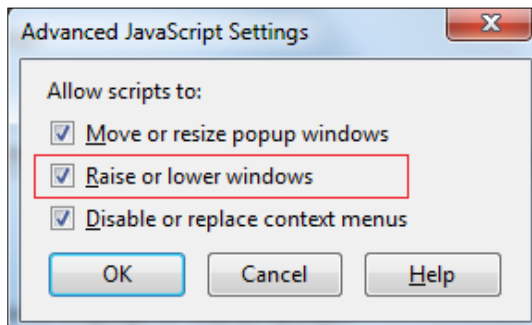 Advanced JavaScript Settings
Allow scripts to:
Move or resize popup windows
Raise or lower windows
Disable or replace context menus
OK Cancel Help